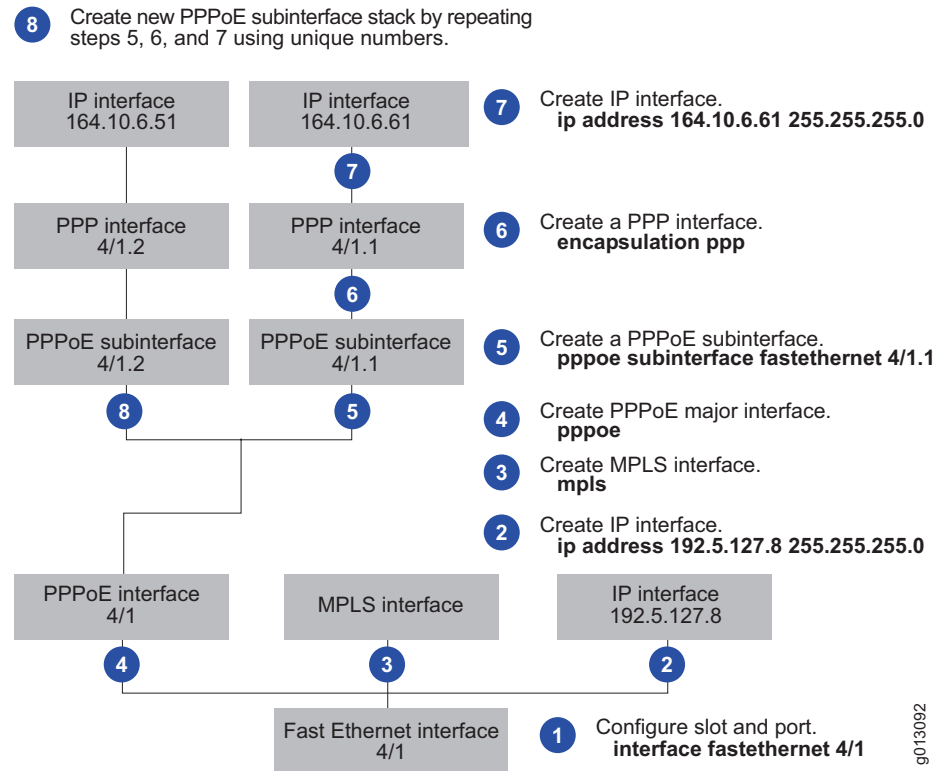 8 Create new PPPoE subinterface stack by repeating
steps 5, 6, and 7 using unique numbers.
IP interface
164.10.6.51
IP interface
164.10.6.61
7 Create IP interface.
ip address 164.10.6.61 255.255.255.0
7
PPP interface
4/1.2
PPP interface
4/1.1
6 Create a PPP interface.
encapsulation ppp
6
PPPoE subinterface
4/1.2
PPPoE subinterface
4/1.1
5 Create a PPPoE subinterface.
pppoe subinterface fastethernet 4/1.1
8
5
4 Create PPPoE major interface.
pppoe
3 Create MPLS interface.
mpls
2 Create IP interface.
ip address 192.5.127.8 255.255.255.0
PPPoE interface
4/1
MPLS interface
IP interface
192.5.127.8
4
3
2
Fast Ethernet interface
4/1
1 Configure slot and port.
interface fastethernet 4/1
g013092